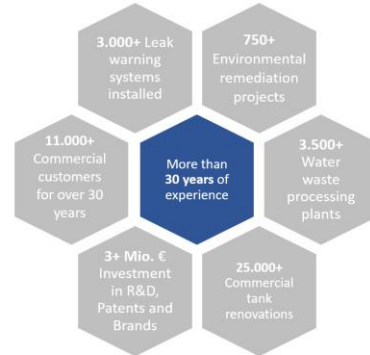 3.000+ Leak
warning
systems
installed
750+
Environmental
remediation
projects
11.000+
Commercial
customers
for over 30
years
More than
30 years of
experience
3.500+
Water
waste
processing
plants
3+ Mio. €
Investment
in R&D,
Patents and
Brands
25.000+
Commercial
tank
renovations